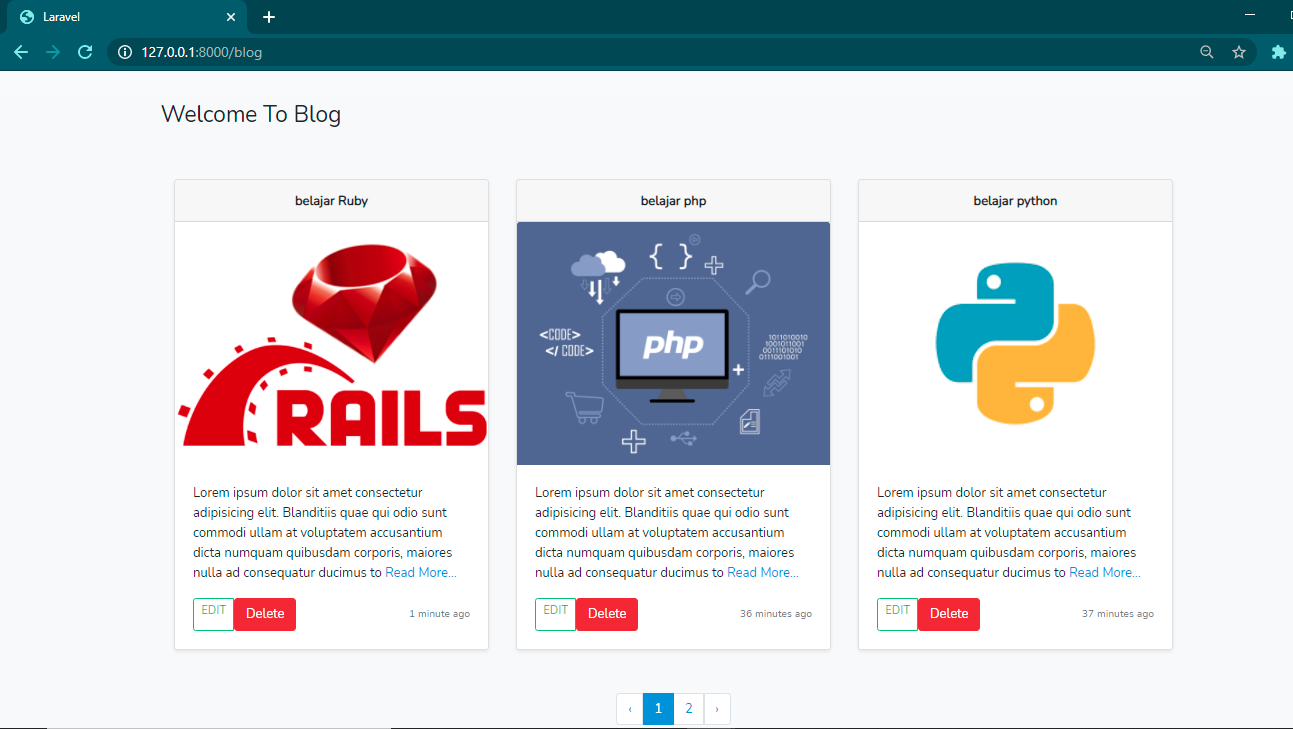 Laravel
127.0.0.1:8000/blog
Welcome To Blog
belajar Ruby
RAILS
Lorem ipsum dolor sit amet consectetur
adipisicing elit. Blanditiis quae qui odio sunt
commodi ullam at voluptatem accusantium
dicta numquam quibusdam corporis, maiores
nulla ad consequatur ducimus to Read More...
EDIT Delete 1 minute ago
belajar php
{ }
<CODE>
</ CODE>
php
1011010010
1001011001
0011101010
0111001001
Lorem ipsum dolor sit amet consectetur
adipisicing elit. Blanditiis quae qui odio sunt
commodi ullam at voluptatem accusantium
dicta numquam quibusdam corporis, maiores
nulla ad consequatur ducimus to Read More...
EDIT Delete 36 minutes ago
belajar python
Lorem ipsum dolor sit amet consectetur
adipisicing elit. Blanditiis quae qui odio sunt
commodi ullam at voluptatem accusantium
dicta numquam quibusdam corporis, maiores
nulla ad consequatur ducimus to Read More...
EDIT Delete 37 minutes ago
‹ 1 2 ›